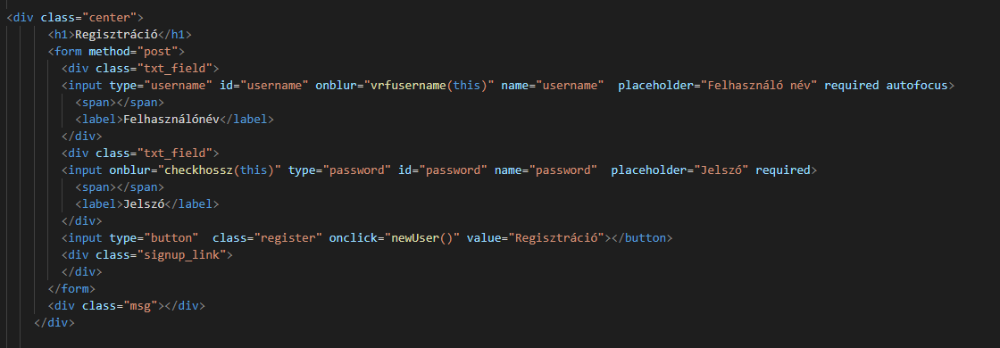 <div class="center">
<h1>Regisztráció</h1>
<form method="post">
<div class="txt_field">
<input type="username" id="username" onblur="vrfusername(this)" name="username"  placeholder="Felhasználó név" required autofocus>
<span></span>
<label>Felhasználónév</label>
</div>
<div class="txt_field">
<input onblur="checkhossz(this)" type="password" id="password" name="password"  placeholder="Jelszó" required>
<span></span>
<label>Jelszó</label>
</div>
<input type="button"  class="register" onclick="newUser()" value="Regisztráció"></button>
<div class="signup_link">
</div>
</form>
<div class="msg"></div>
</div>